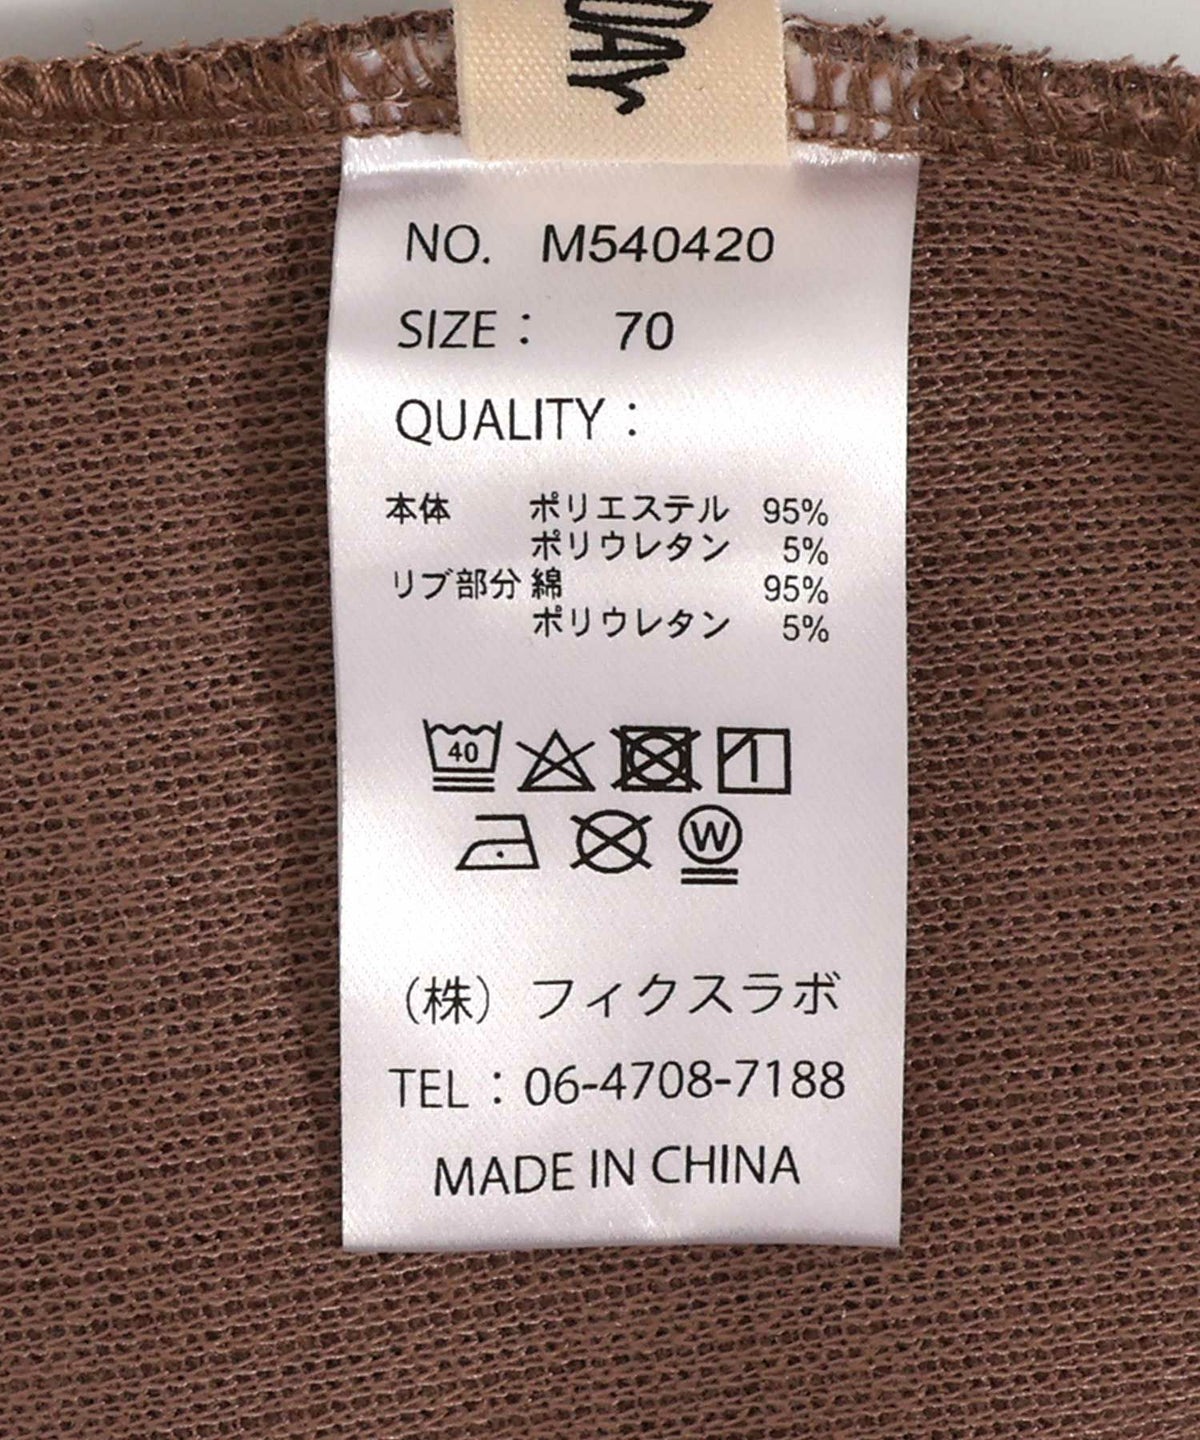 DAY
NO. M540420
SIZE： 70
QUALITY：
本体 ポリエステル 95%
ポリウレタン 5%
リブ部分 綿 95%
ポリウレタン 5%
40
W
（株）フィクスラボ
TEL：06-4708-7188
MADE IN CHINA